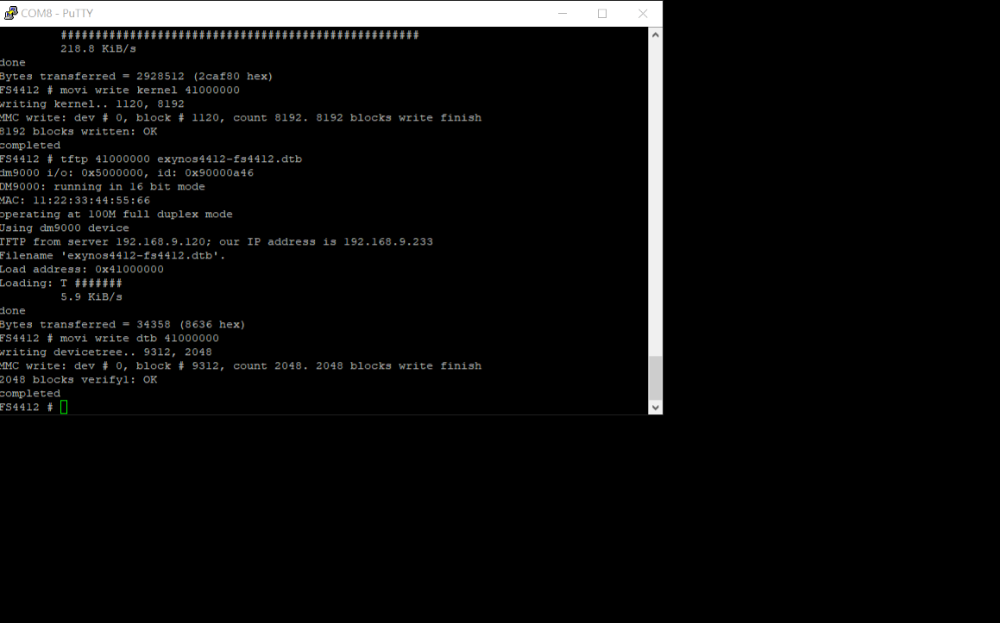 COM8 - PuTTY
####################################################
218.8 KiB/s
done
Bytes transferred = 2928512 (2caf80 hex)
FS4412 # movi write kernel 41000000
writing kernel.. 1120, 8192
MMC write: dev # 0, block # 1120, count 8192. 8192 blocks write finish
8192 blocks written: OK
completed
FS4412 # tftp 41000000 exynos4412-fs4412.dtb
dm9000 i/o: 0x5000000, id: 0x90000a46
DM9000: running in 16 bit mode
MAC: 11:22:33:44:55:66
operating at 100M full duplex mode
Using dm9000 device
TFTP from server 192.168.9.120; our IP address is 192.168.9.233
Filename 'exynos4412-fs4412.dtb'.
Load address: 0x41000000
Loading: T #######
5.9 KiB/s
done
Bytes transferred = 34358 (8636 hex)
FS4412 # movi write dtb 41000000
writing devicetree.. 9312, 2048
MMC write: dev # 0, block # 9312, count 2048. 2048 blocks write finish
2048 blocks verify1: OK
completed
FS4412 #